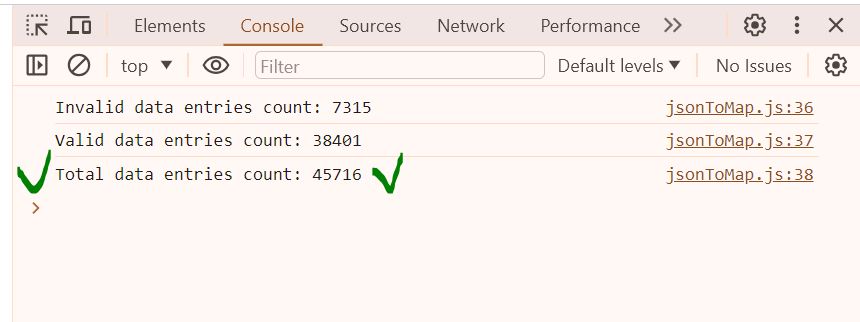 Elements Console Sources Network Performance
top Filter Default levels No Issues
Invalid data entries count: 7315 jsonToMap.js:36
Valid data entries count: 38401 jsonToMap.js:37
Total data entries count: 45716 jsonToMap.js:38